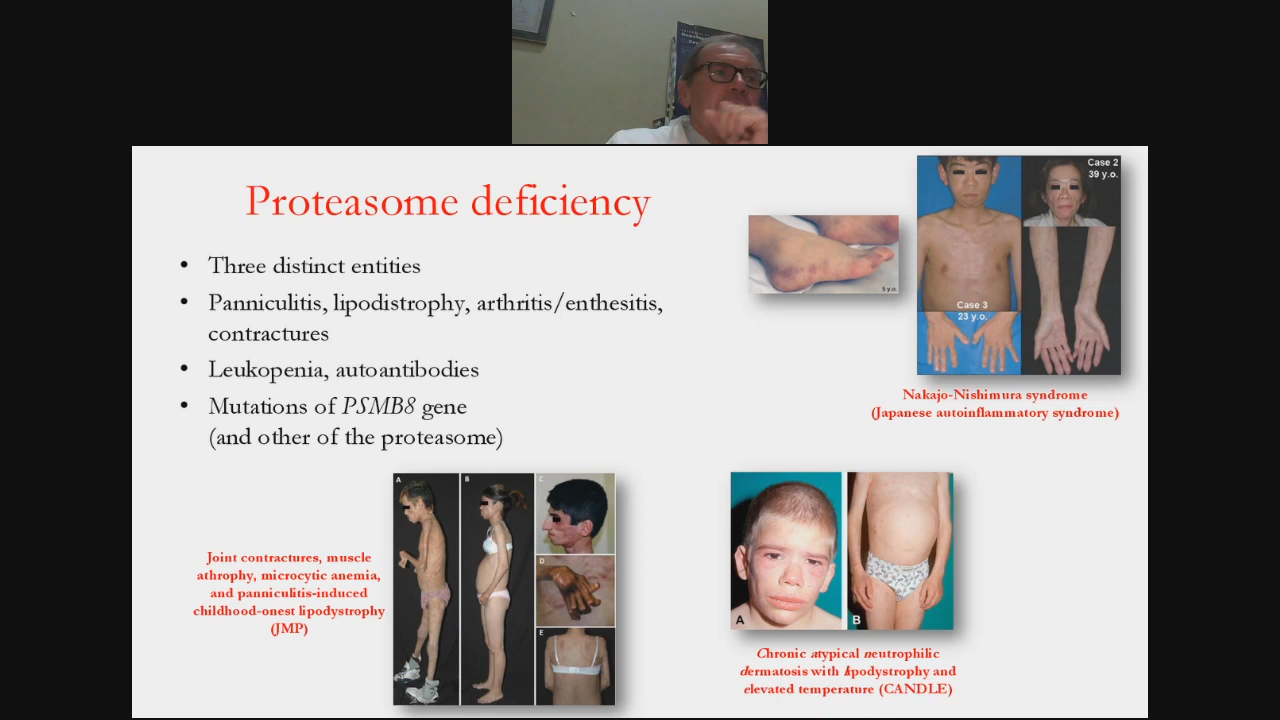 Proteasome deficiency
• Three distinct entities
• Panniculitis, lipodistrophy, arthritis/enthesitis,
contractures
• Leukopenia, autoantibodies
• Mutations of PSMB8 gene
(and other of the proteasome)
5 y.o.
Case 2
39 y.o.
Case 3
23 y.o.
Nakajo-Nishimura syndrome
(Japanese autoinflammatory syndrome)
Joint contractures, muscle
athrophy, microcytic anemia,
and panniculitis-induced
childhood-onest lipodystrophy
(JMP)
A
B
C
D
E
A
B
Chronic atypical neutrophilic
dermatosis with lipodystrophy and
elevated temperature (CANDLE)